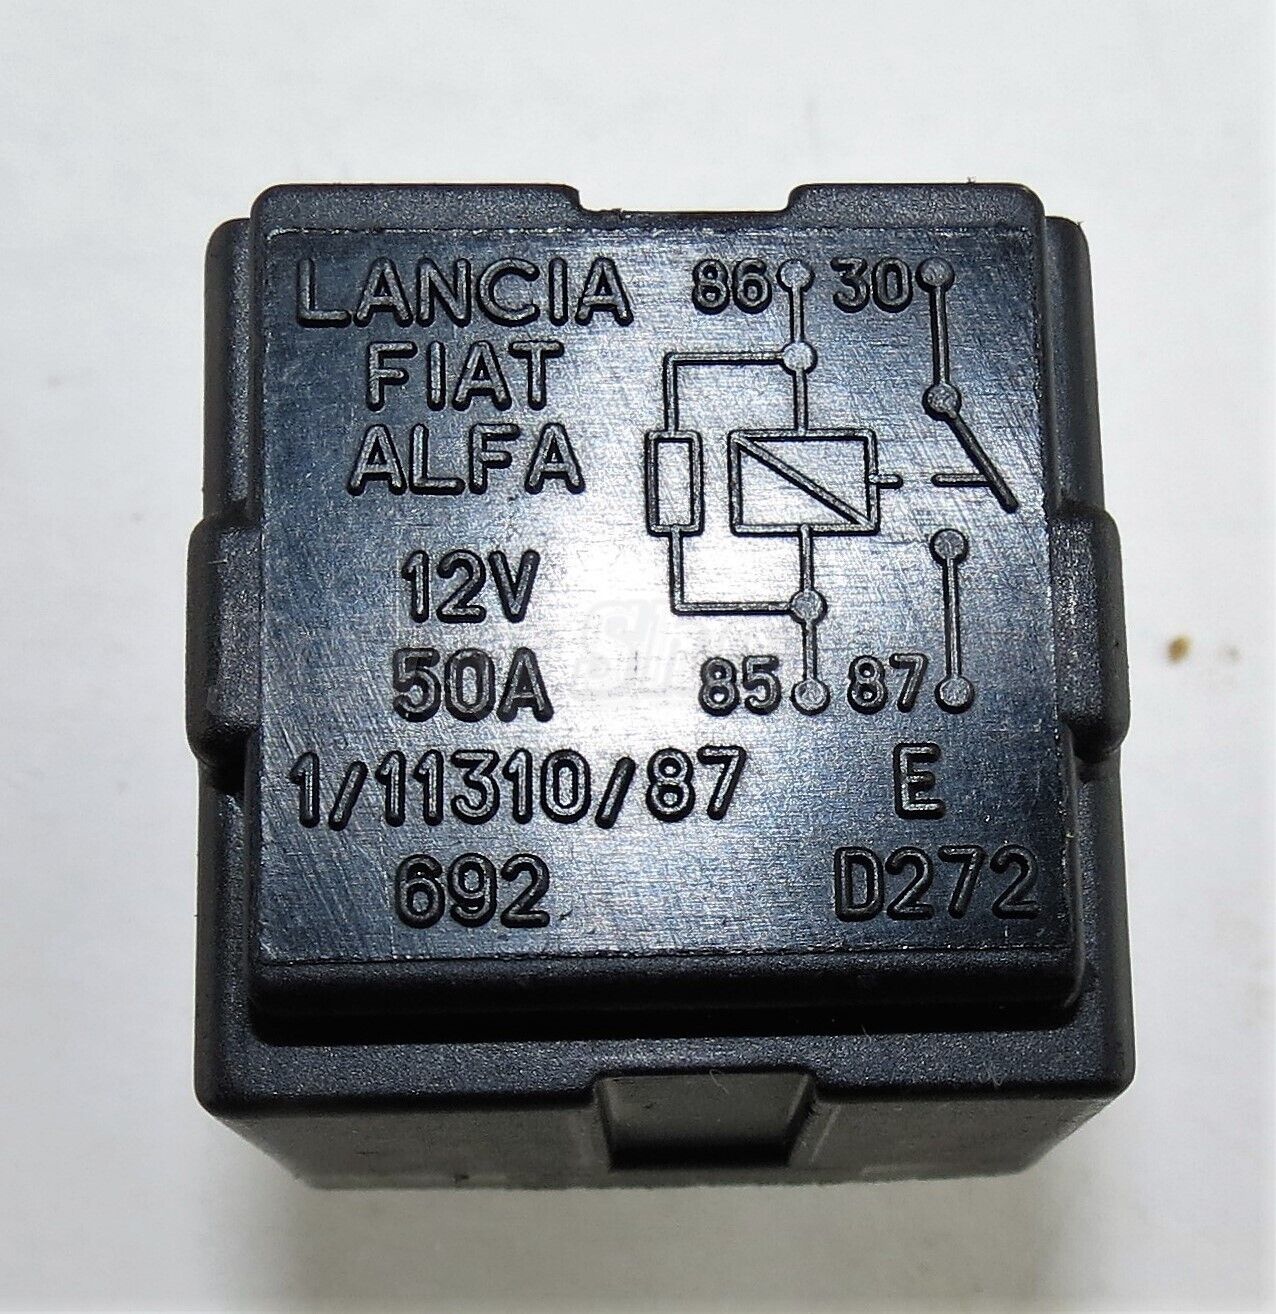 LANCIA 86 30
FIAT
ALFA
12V
50A 85 87
1/11310/87 E
692 D272